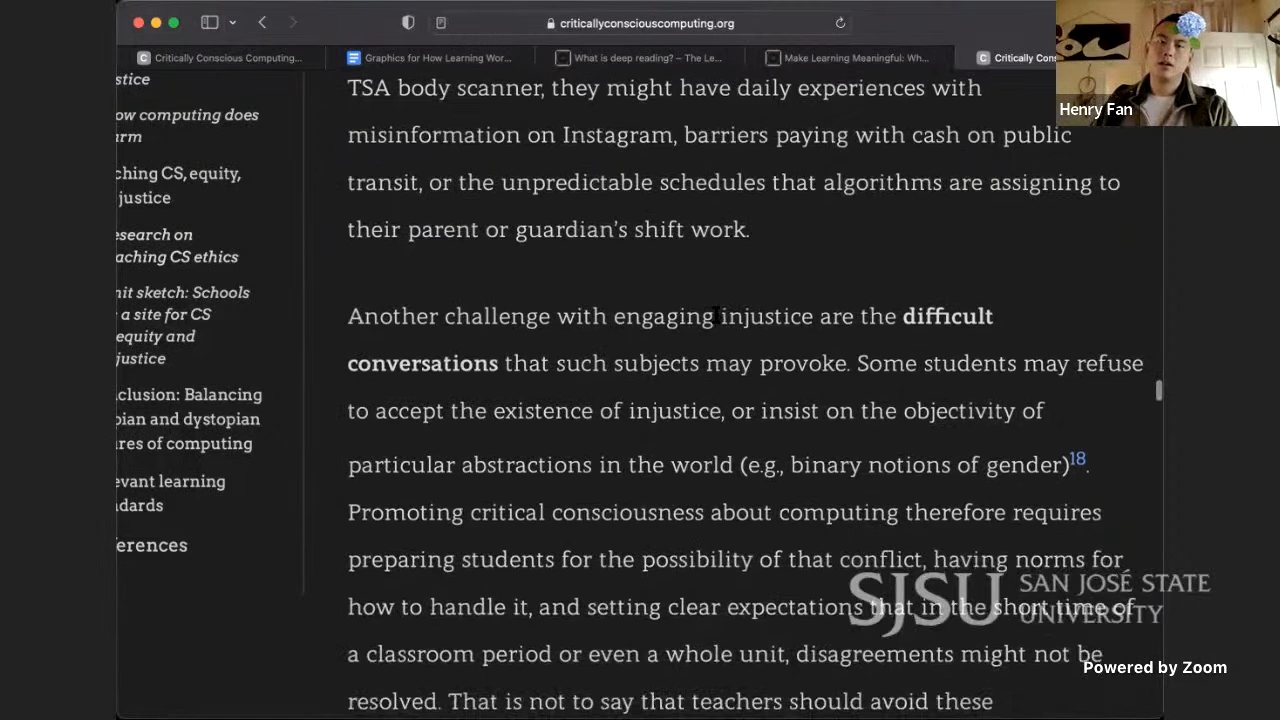 criticallyconsciouscomputing.org
Critically Conscious Computing...
Graphics for How Learning Wor...
What is deep reading? – The Le...
Make Learning Meaningful: Wh...
Critically Cons
Henry Fan
stice
ow computing does
arm
ching CS, equity,
justice
esearch on
aching CS ethics
nit sketch: Schools
a site for CS
equity and
justice
clusion: Balancing
pian and dystopian
ures of computing
evant learning
dards
erences
TSA body scanner, they might have daily experiences with
misinformation on Instagram, barriers paying with cash on public
transit, or the unpredictable schedules that algorithms are assigning to
their parent or guardian’s shift work.
Another challenge with engaging injustice are the difficult
conversations that such subjects may provoke. Some students may refuse
to accept the existence of injustice, or insist on the objectivity of
particular abstractions in the world (e.g., binary notions of gender)18.
Promoting critical consciousness about computing therefore requires
preparing students for the possibility of that conflict, having norms for
how to handle it, and setting clear expectations that in the short time of
a classroom period or even a whole unit, disagreements might not be
resolved. That is not to say that teachers should avoid these
SJSU SAN JOSÉ STATE
UNIVERSITY
Powered by Zoom